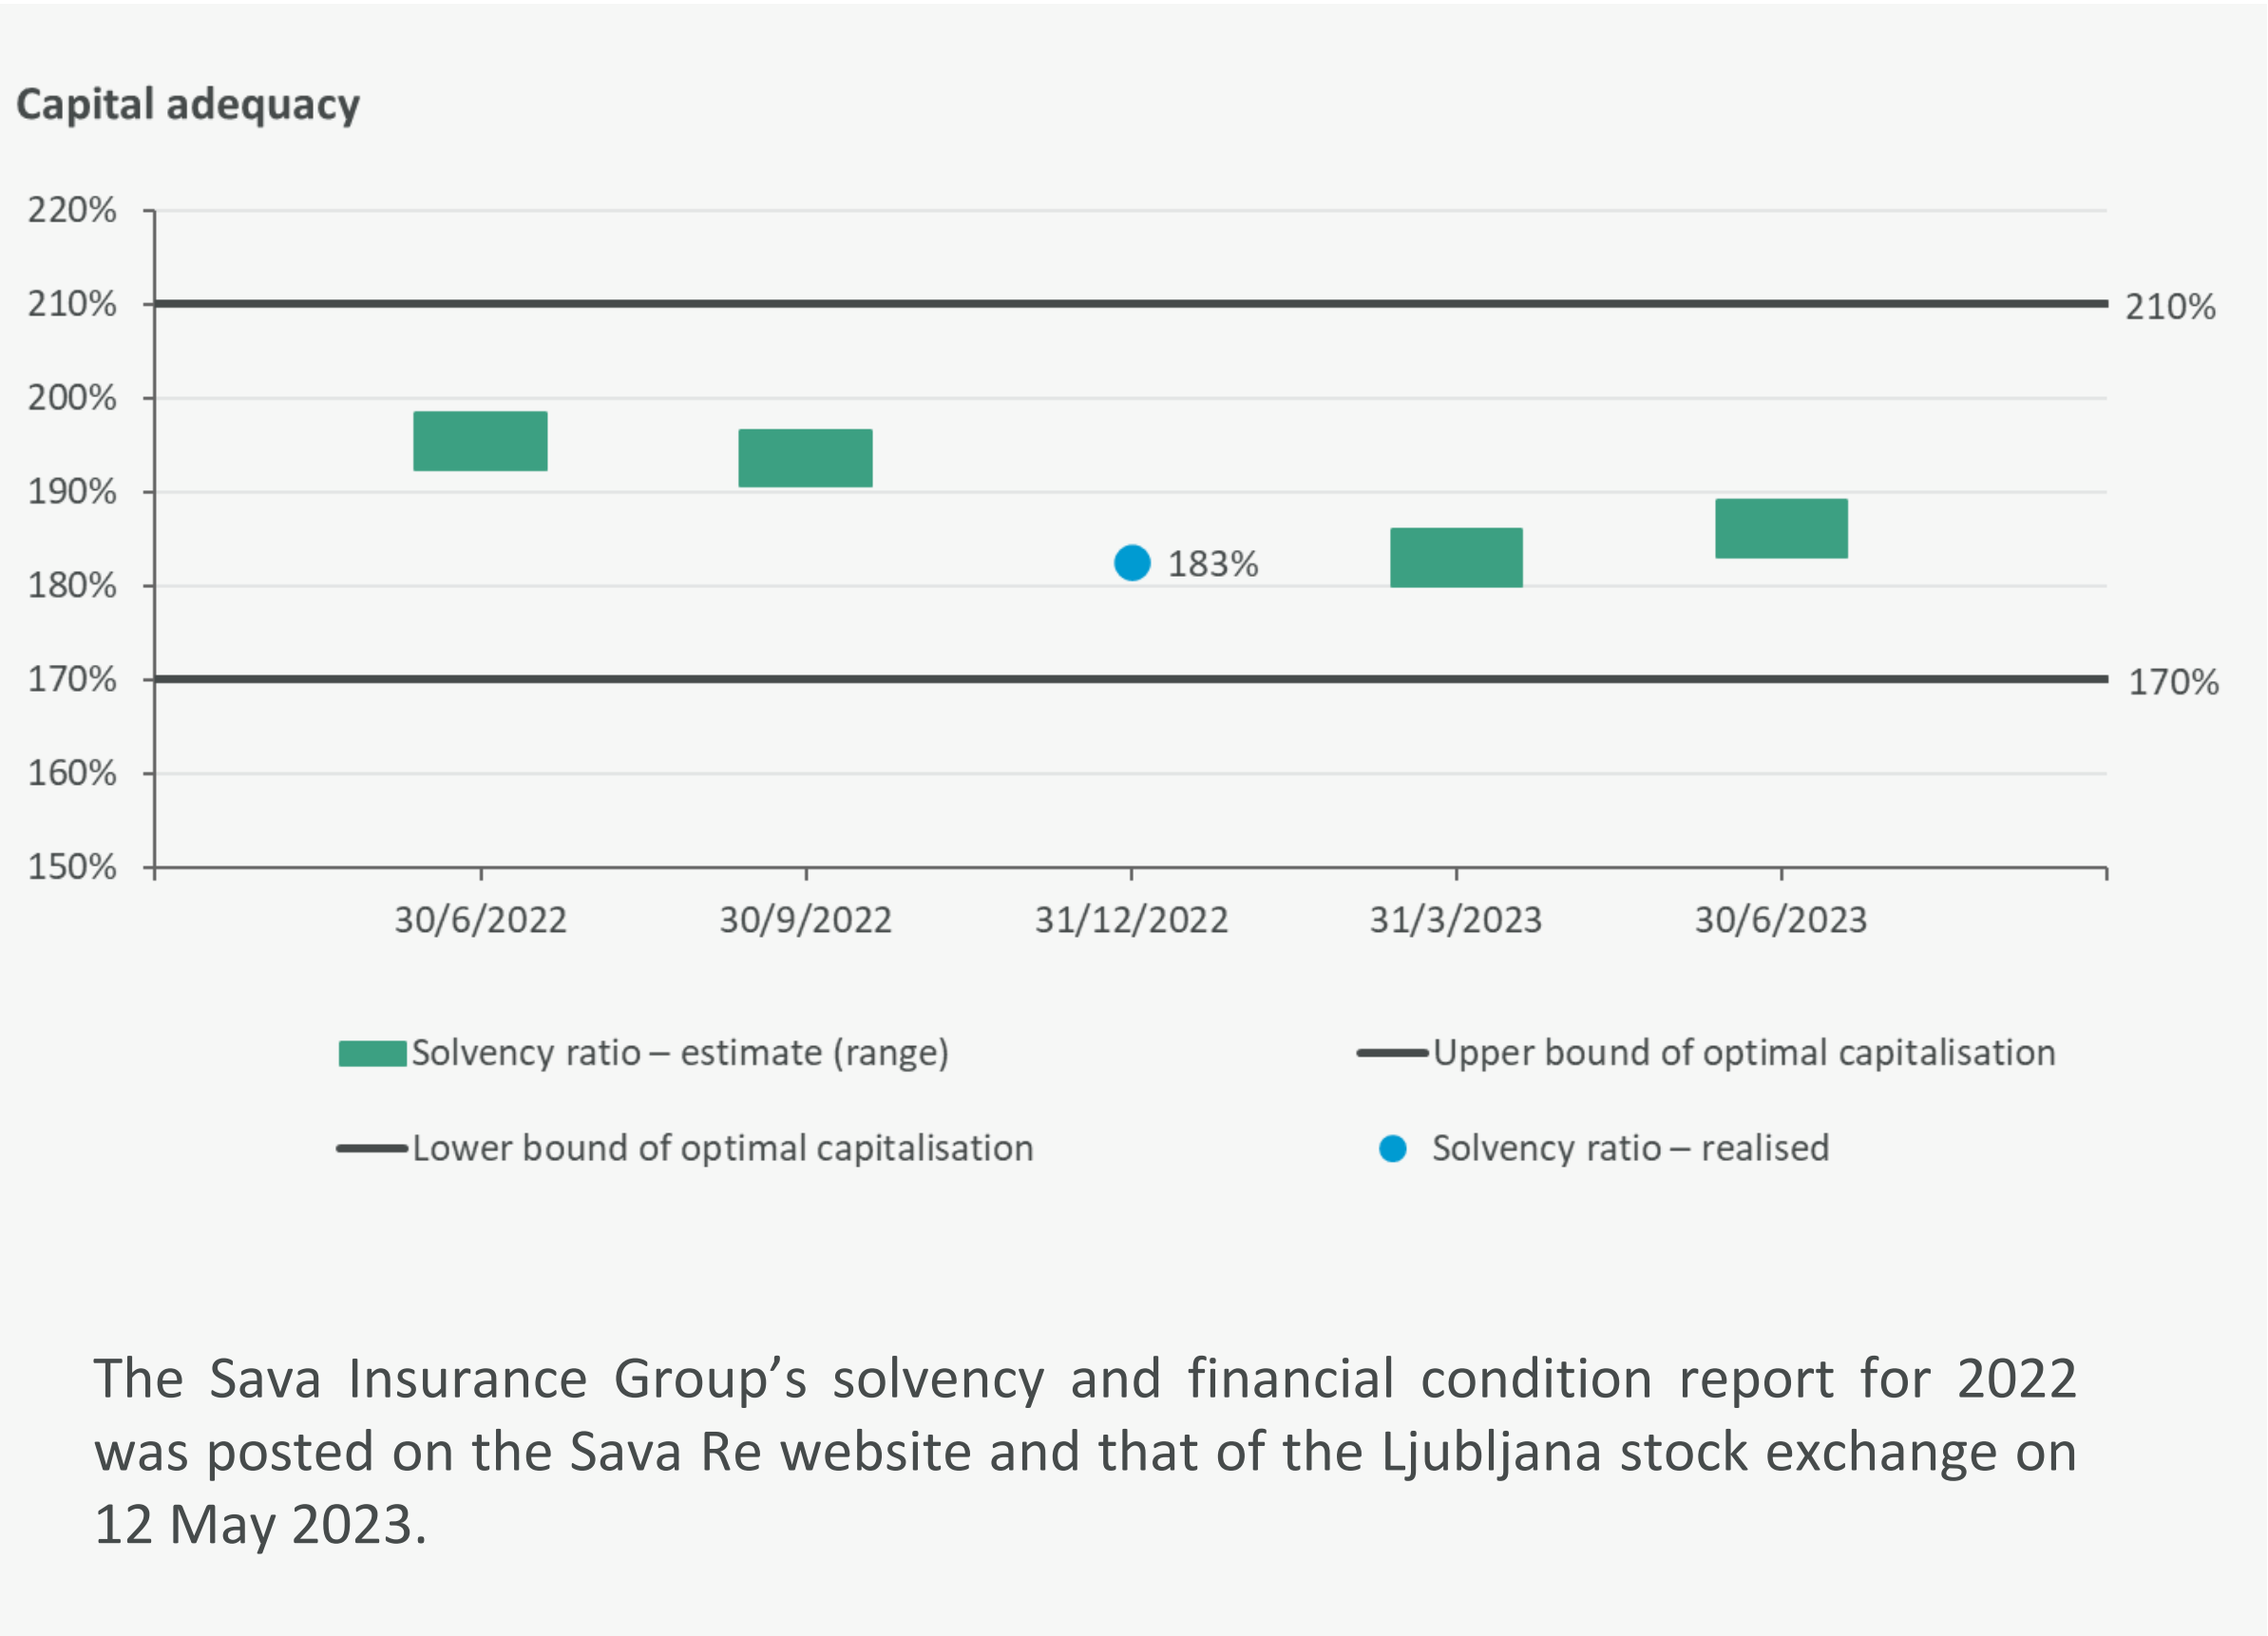 Capital adequacy
220%
210%
210%
200%
190%
183%
180%
170%
170%
160%
150%
30/6/2022
30/9/2022
31/12/2022
31/3/2023
30/6/2023
Solvency ratio – estimate (range)
Upper bound of optimal capitalisation
Lower bound of optimal capitalisation
Solvency ratio – realised
The Sava Insurance Group’s solvency and financial condition report for 2022
was posted on the Sava Re website and that of the Ljubljana stock exchange on
12 May 2023.